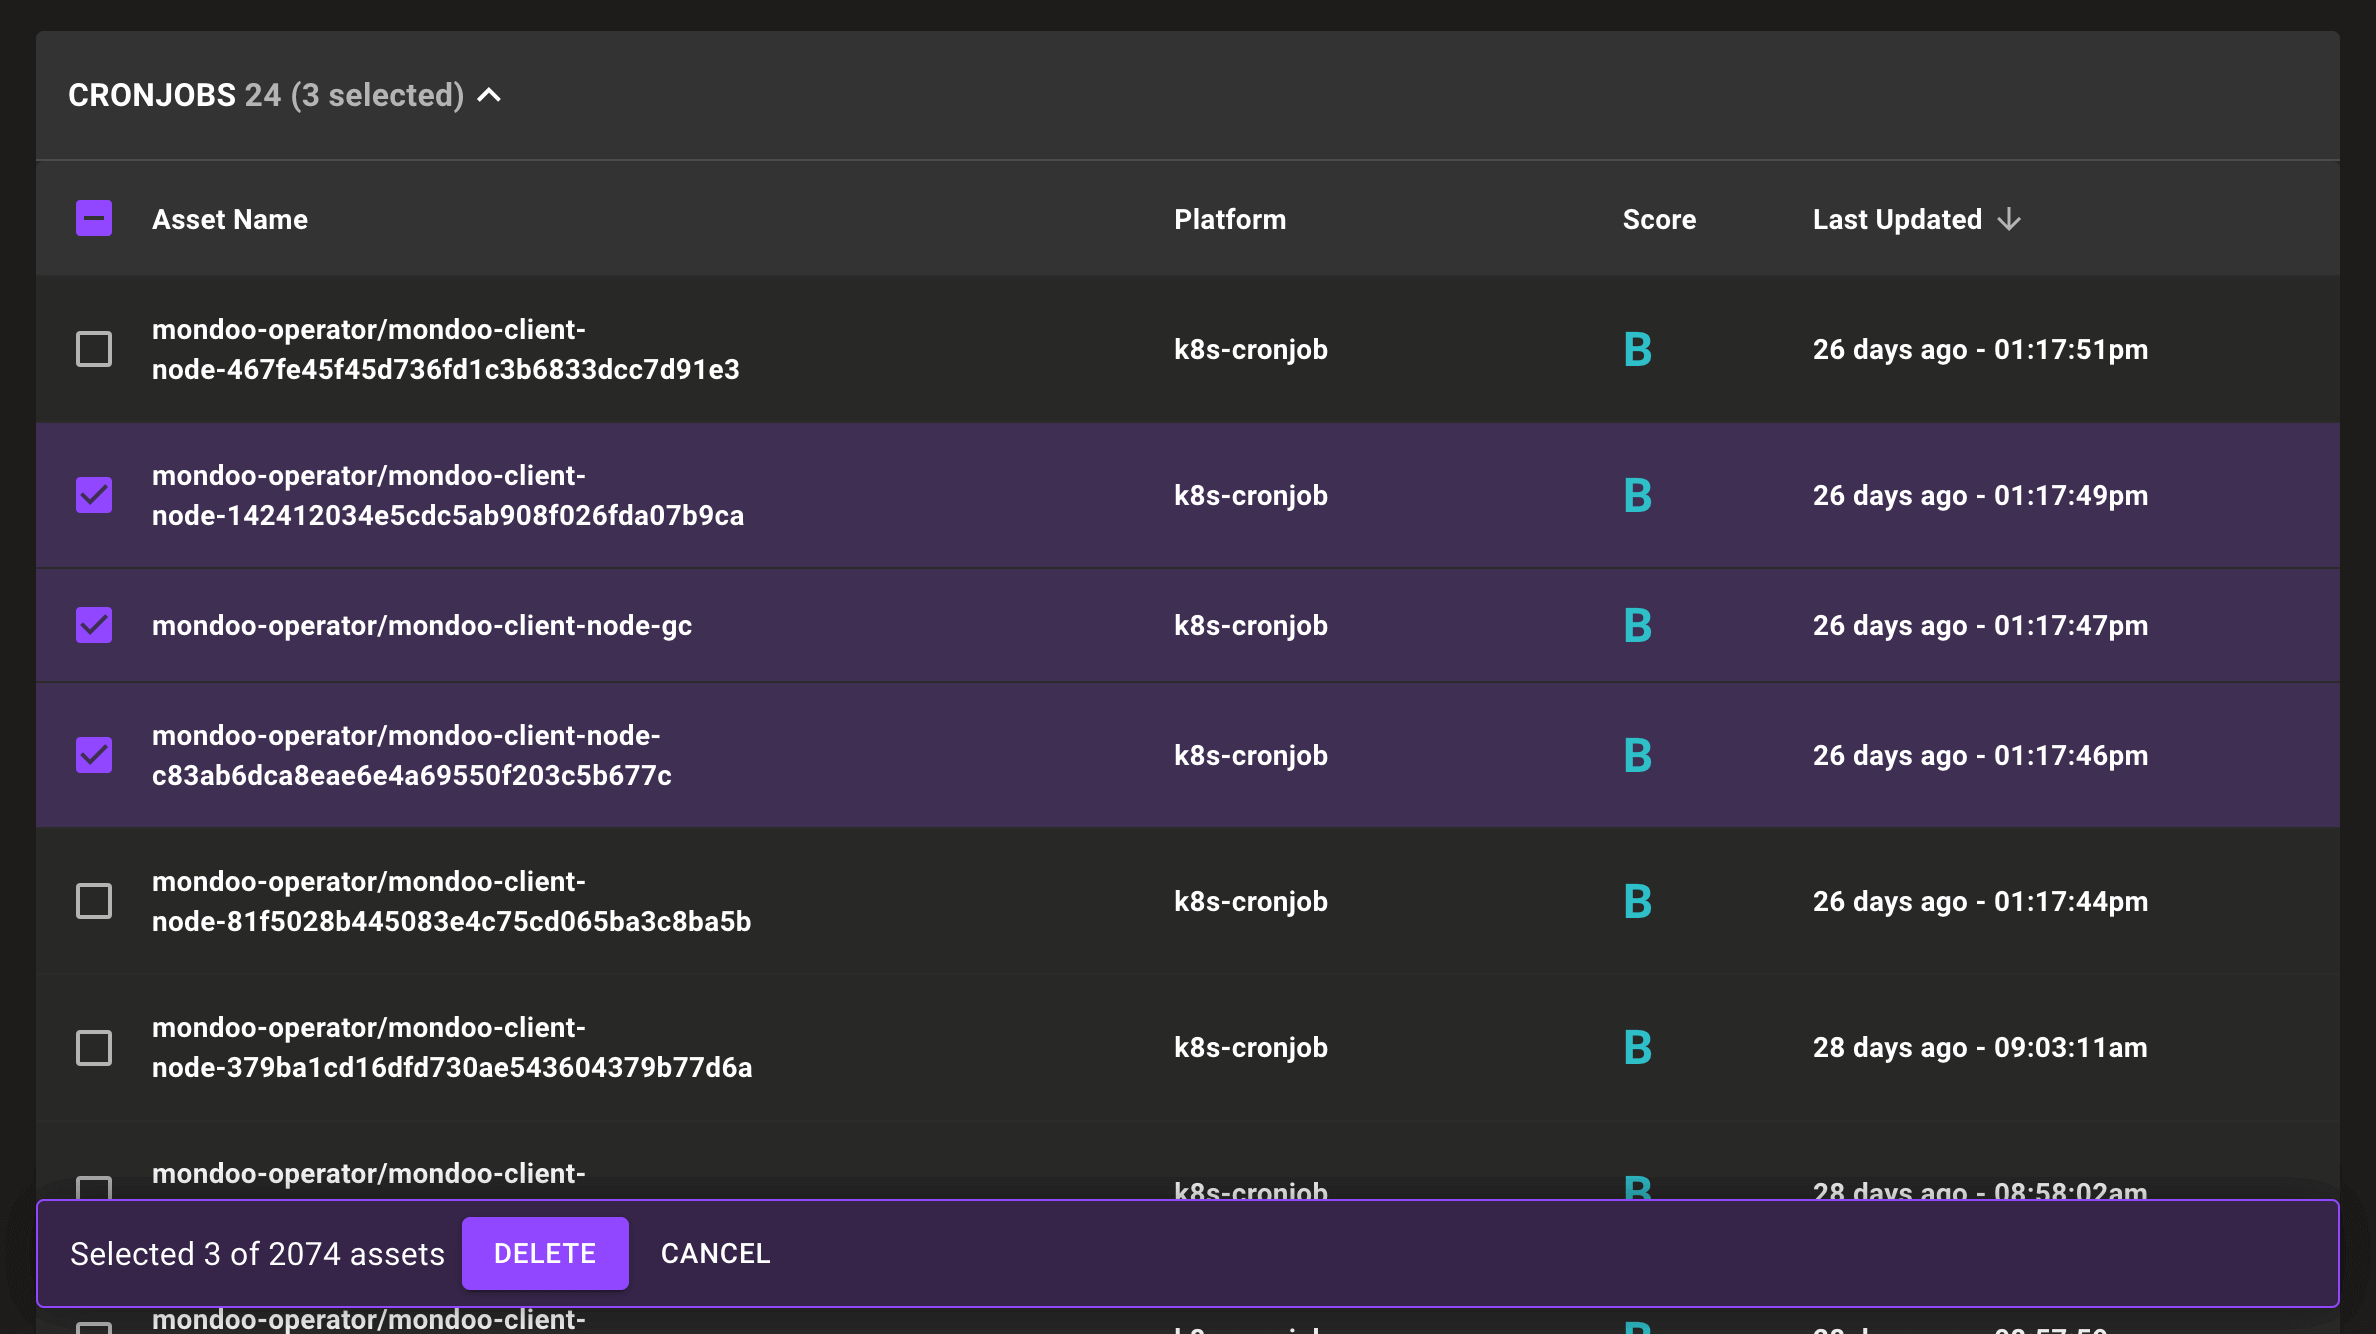 CRONJOBS 24 (3 selected)
Asset Name Platform Score Last Updated
mondoo-operator/mondoo-client-
node-467fe45f45d736fd1c3b6833dcc7d91e3 k8s-cronjob B 26 days ago - 01:17:51pm
mondoo-operator/mondoo-client-
node-142412034e5cdc5ab908f026fda07b9ca k8s-cronjob B 26 days ago - 01:17:49pm
mondoo-operator/mondoo-client-node-gc k8s-cronjob B 26 days ago - 01:17:47pm
mondoo-operator/mondoo-client-node-
c83ab6dca8eae6e4a69550f203c5b677c k8s-cronjob B 26 days ago - 01:17:46pm
mondoo-operator/mondoo-client-
node-81f5028b445083e4c75cd065ba3c8ba5b k8s-cronjob B 26 days ago - 01:17:44pm
mondoo-operator/mondoo-client-
node-379ba1cd16dfd730ae543604379b77d6a k8s-cronjob B 28 days ago - 09:03:11am
mondoo-operator/mondoo-client-
k8s-cronjob B 28 days ago - 08:58:02am
Selected 3 of 2074 assets DELETE CANCEL
mondoo-operator/mondoo-client-